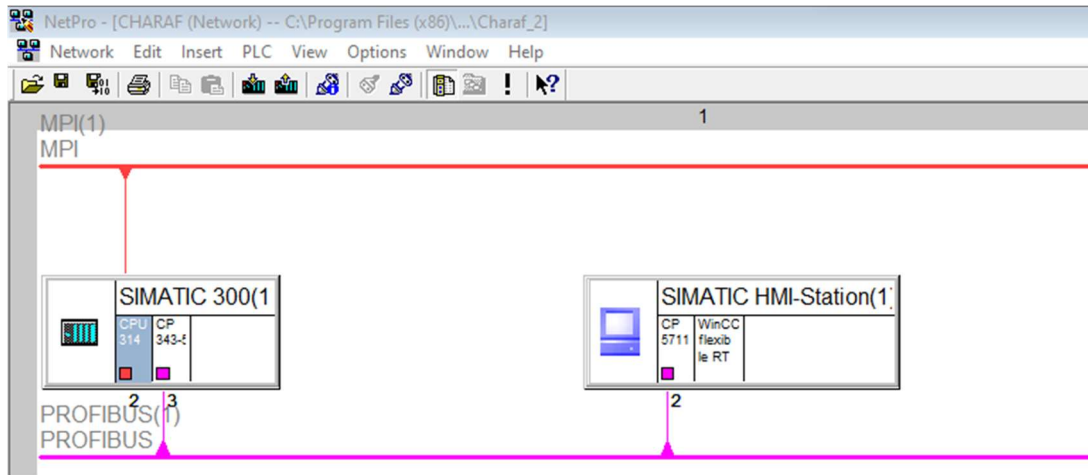 NetPro - [CHARAF (Network) -- C:\Program Files (x86)\...\Charaf_2]
Network Edit Insert PLC View Options Window Help
1
MPI(1)
MPI
SIMATIC 300(1
CPU
314
CP
343-5
2
3
SIMATIC HMI-Station(1)
CP
5711
WinCC
flexib
le RT
2
PROFIBUS(1)
PROFIBUS